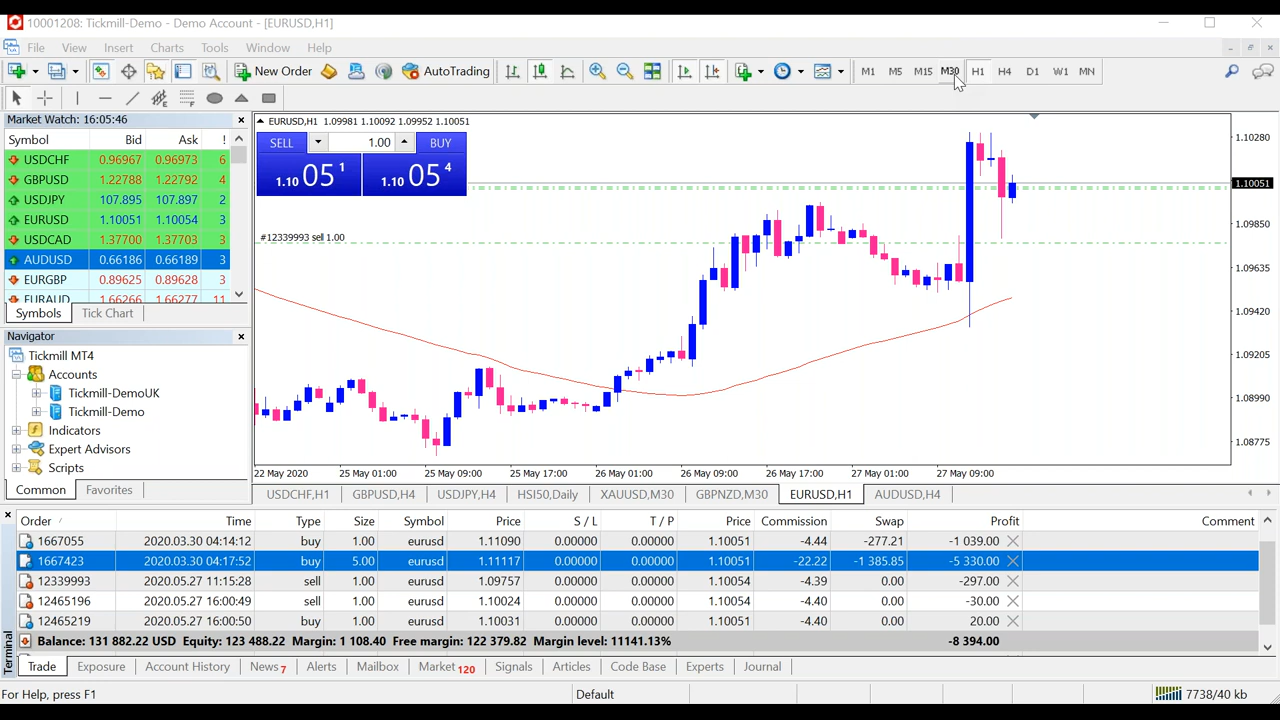 10001208: Tickmill-Demo - Demo Account - [EURUSD,H1]
File View Insert Charts Tools Window Help
New Order AutoTrading M1 M5 M15 M30 H1 H4 D1 W1 MN
Market Watch: 16:05:46
Symbol Bid Ask !
USDCHF 0.96967 0.96973 6
GBPUSD 1.22788 1.22792 4
USDJPY 107.895 107.897 2
EURUSD 1.10051 1.10054 3
USDCAD 1.37700 1.37703 3
AUDUSD 0.66186 0.66189 3
EURGBP 0.89625 0.89628 3
EURAUD 1.66266 1.66277 11
Symbols Tick Chart
Navigator
Tickmill MT4
Accounts
Tickmill-DemoUK
Tickmill-Demo
Indicators
Expert Advisors
Scripts
Common Favorites
EURUSD,H1 1.09981 1.10092 1.09952 1.10051
SELL 1.00 BUY
1.10 05 1 1.10 05 4
#12339993 sell 1.00
1.10280
1.10051
1.09850
1.09635
1.09420
1.09205
1.08990
1.08775
22 May 2020 25 May 01:00 25 May 09:00 25 May 17:00 26 May 01:00 26 May 09:00 26 May 17:00 27 May 01:00 27 May 09:00
USDCHF,H1 GBPUSD,H4 USDJPY,H4 HSI50,Daily XAUUSD,M30 GBPNZD,M30 EURUSD,H1 AUDUSD,H4
Order / Time Type Size Symbol Price S / L T / P Price Commission Swap Profit Comment
1667055 2020.03.30 04:14:12 buy 1.00 eurusd 1.11090 0.00000 0.00000 1.10051 -4.44 -277.21 -1 039.00
1667423 2020.03.30 04:17:52 buy 5.00 eurusd 1.11117 0.00000 0.00000 1.10051 -22.22 -1 385.85 -5 330.00
12339993 2020.05.27 11:15:28 sell 1.00 eurusd 1.09757 0.00000 0.00000 1.10054 -4.39 0.00 -297.00
12465196 2020.05.27 16:00:49 sell 1.00 eurusd 1.10024 0.00000 0.00000 1.10054 -4.40 0.00 -30.00
12465219 2020.05.27 16:00:50 buy 1.00 eurusd 1.10031 0.00000 0.00000 1.10051 -4.40 0.00 20.00
Balance: 131 882.22 USD Equity: 123 488.22 Margin: 1 108.40 Free margin: 122 379.82 Margin level: 11141.13% -8 394.00
Terminal
Trade Exposure Account History News 7 Alerts Mailbox Market 120 Signals Articles Code Base Experts Journal
For Help, press F1 Default 7738/40 kb